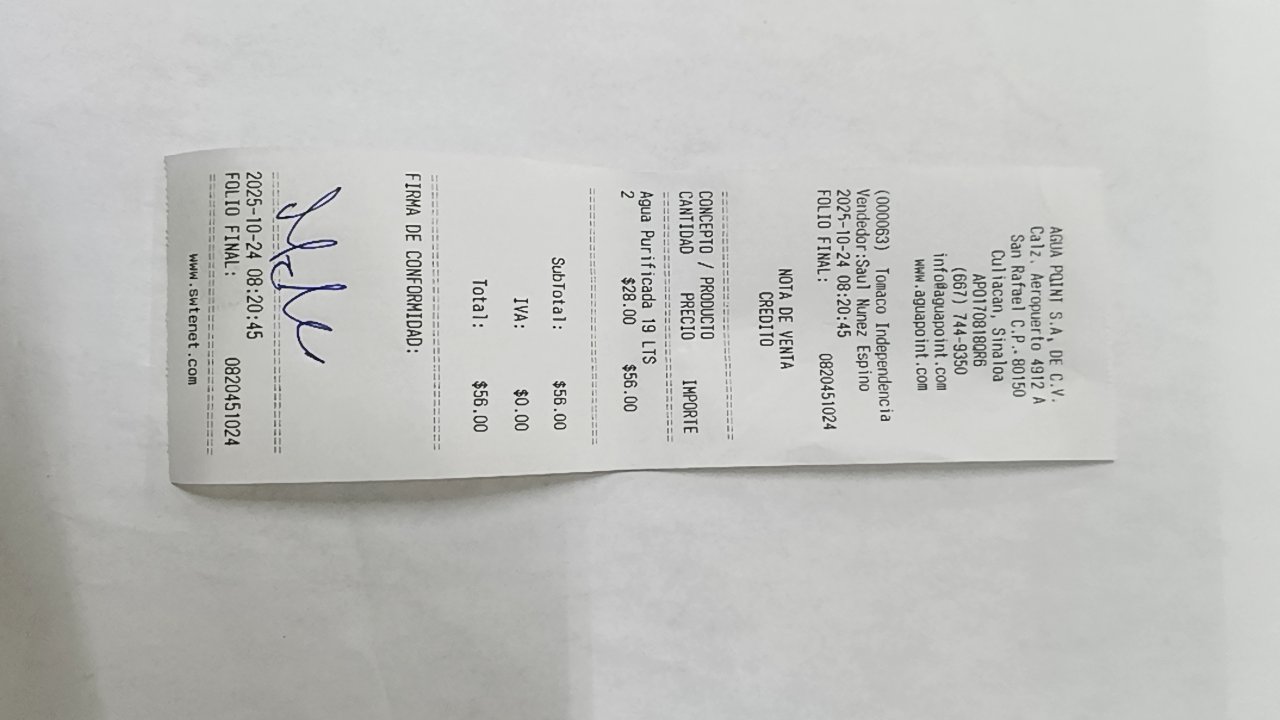 AGUA POINT S.A, DE C.V.
Calz. Aeropuerto 4912 A
San Rafael C.P. 80150
Culiacan, Sinaloa
APO170818QR6
(667) 744-9350
info@aguapoint.com
www.aguapoint.com
(000063) Tomaco Independencia
Vendedor:Saul Nunez Espino
2025-10-24 08:20:45
FOLIO FINAL: 0820451024
NOTA DE VENTA
CREDITO
CONCEPTO / PRODUCTO
CANTIDAD PRECIO IMPORTE
Agua Purificada 19 LTS
2 $28.00 $56.00
SubTotal: $56.00
IVA: $0.00
Total: $56.00
FIRMA DE CONFORMIDAD:
2025-10-24 08:20:45
FOLIO FINAL: 0820451024
www.swtenet.com